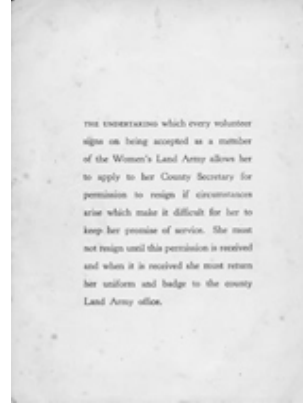 THE UNDERTAKING which every volunteer
signs on being accepted as a member
of the Women's Land Army allows her
to apply to her County Secretary for
permission to resign if circumstances
arise which make it difficult for her to
keep her promise of service. She must
not resign until this permission is received
and when it is received she must return
her uniform and badge to the county
Land Army office.